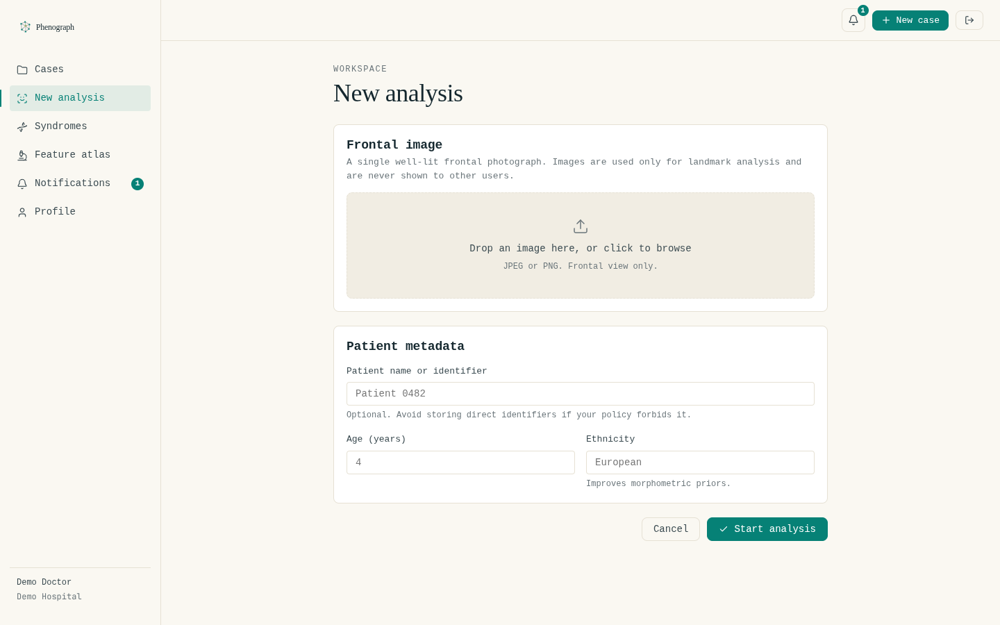 Phenograph
Cases
New analysis
Syndromes
Feature atlas
Notifications 1
Profile
Demo Doctor
Demo Hospital
1
New case
WORKSPACE
New analysis
Frontal image
A single well-lit frontal photograph. Images are used only for landmark analysis and
are never shown to other users.
Drop an image here, or click to browse
JPEG or PNG. Frontal view only.
Patient metadata
Patient name or identifier
Patient 0482
Optional. Avoid storing direct identifiers if your policy forbids it.
Age (years)
4
Ethnicity
European
Improves morphometric priors.
Cancel
Start analysis